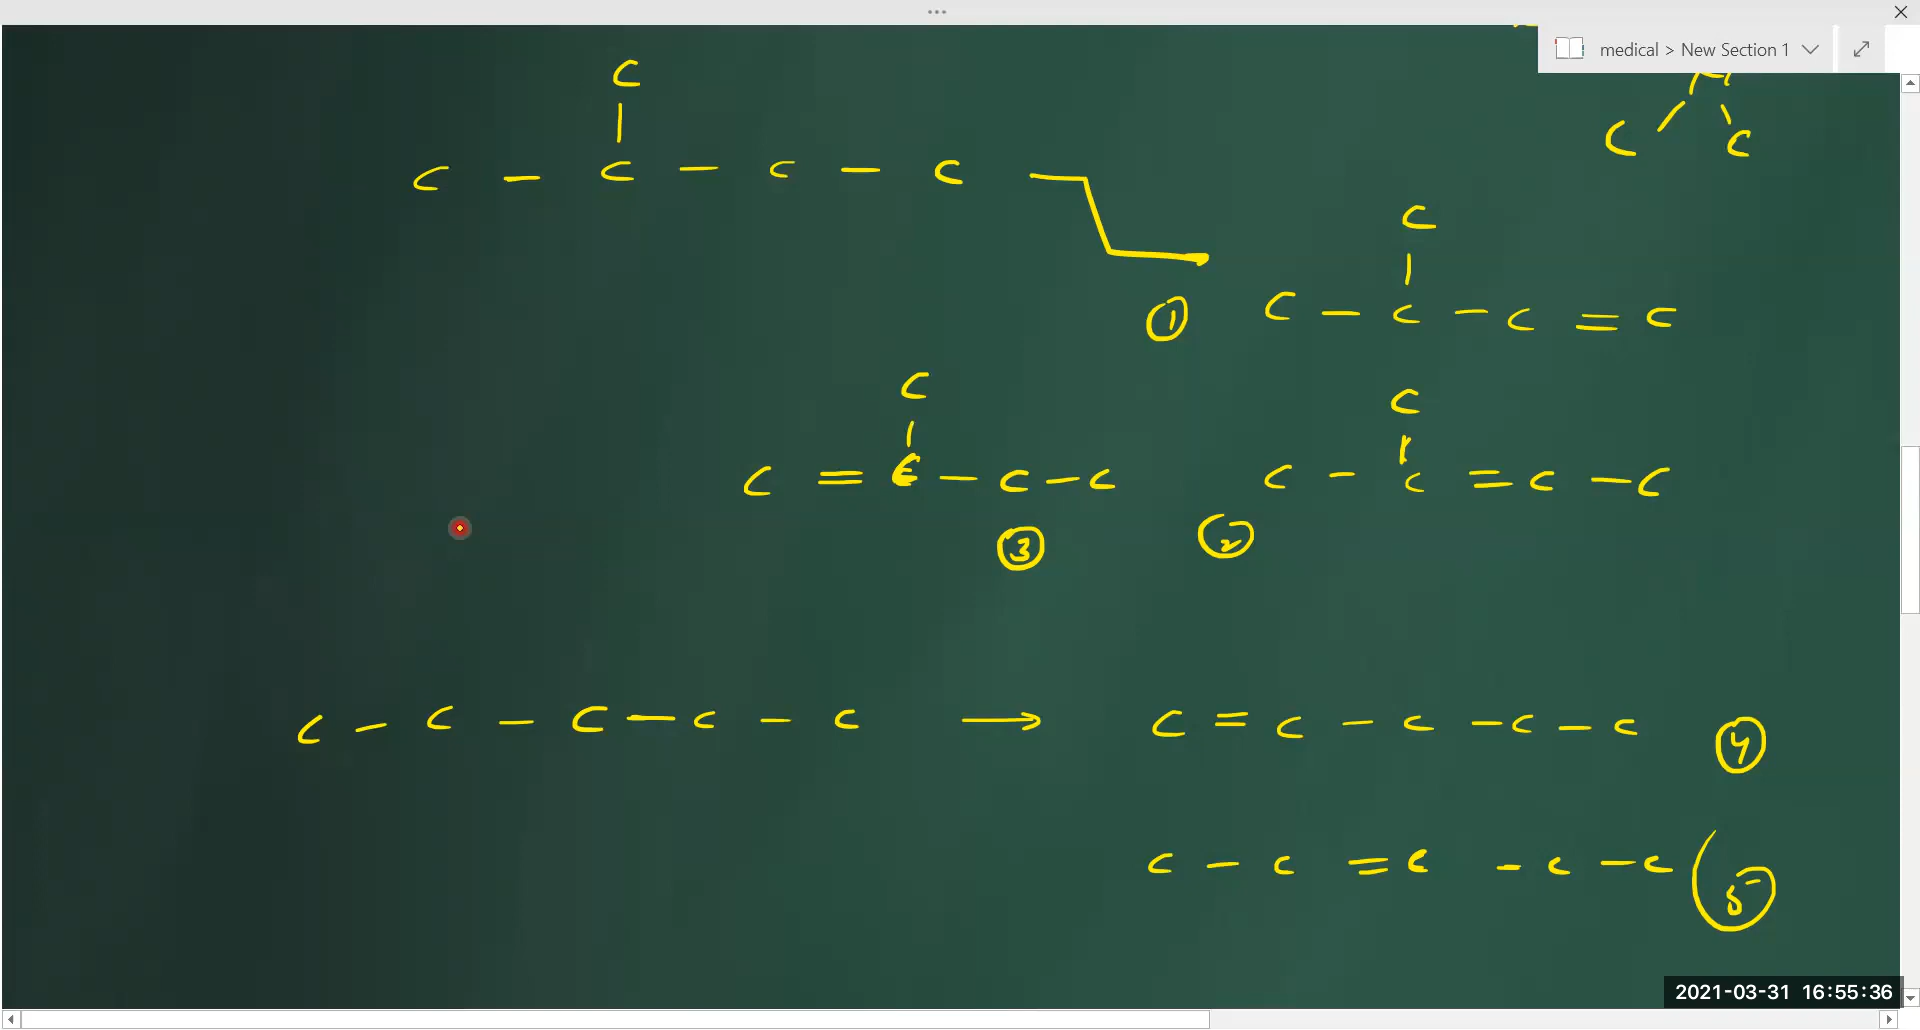 medical > New Section 1
C
C C
C - C - C - C
C
① C - C - C = C
C
C
C = C - C - C
C - C = C - C
③ ②
C - C - C - C - C → C = C - C - C - C ④
C - C = C - C - C ⑤
2021-03-31 16:55:36